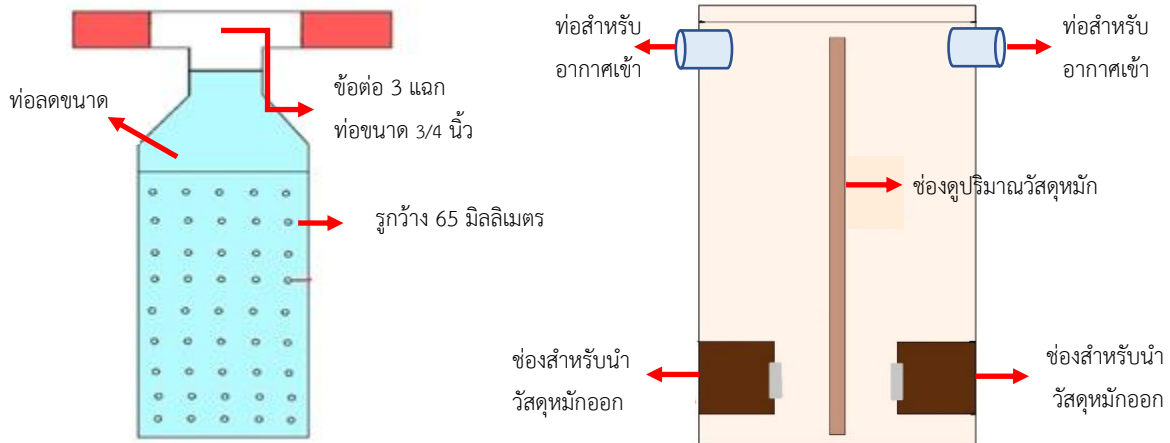 ท่อลดขนาด
ข้อต่อ 3 แฉก
ท่อขนาด 3/4 นิ้ว
รูกว้าง 65 มิลลิเมตร
ท่อสำหรับ
อากาศเข้า
ท่อสำหรับ
อากาศเข้า
ช่องดูปริมาณวัสดุหมัก
ช่องสำหรับนำ
วัสดุหมักออก
ช่องสำหรับนำ
วัสดุหมักออก